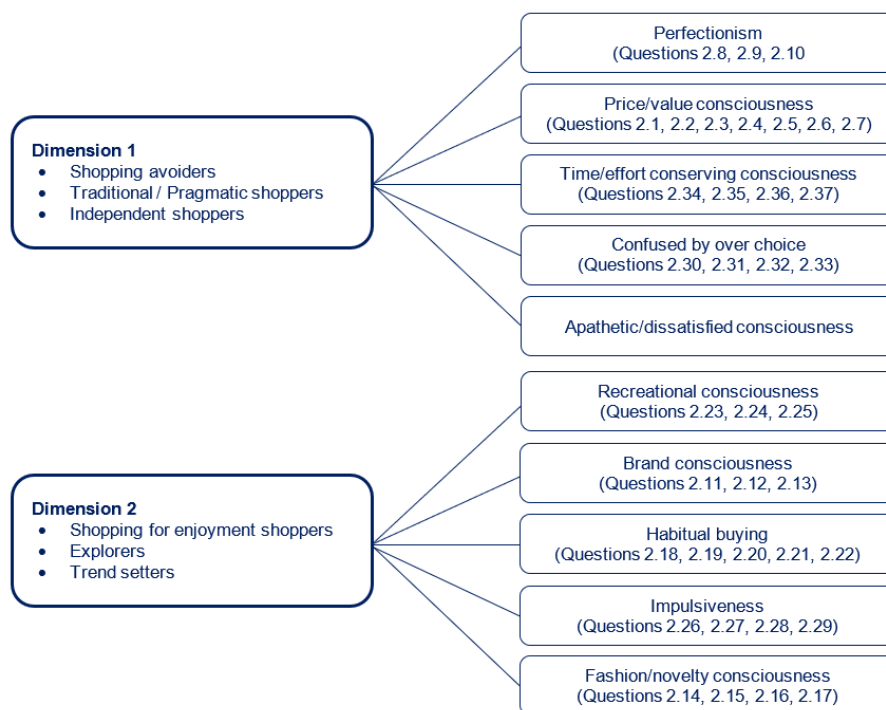 Perfectionism
(Questions 2.8, 2.9, 2.10
Price/value consciousness
(Questions 2.1, 2.2, 2.3, 2.4, 2.5, 2.6, 2.7)
Dimension 1
• Shopping avoiders
• Traditional / Pragmatic shoppers
• Independent shoppers
Time/effort conserving consciousness
(Questions 2.34, 2.35, 2.36, 2.37)
Confused by over choice
(Questions 2.30, 2.31, 2.32, 2.33)
Apathetic/dissatisfied consciousness
Recreational consciousness
(Questions 2.23, 2.24, 2.25)
Brand consciousness
(Questions 2.11, 2.12, 2.13)
Dimension 2
• Shopping for enjoyment shoppers
• Explorers
• Trend setters
Habitual buying
(Questions 2.18, 2.19, 2.20, 2.21, 2.22)
Impulsiveness
(Questions 2.26, 2.27, 2.28, 2.29)
Fashion/novelty consciousness
(Questions 2.14, 2.15, 2.16, 2.17)